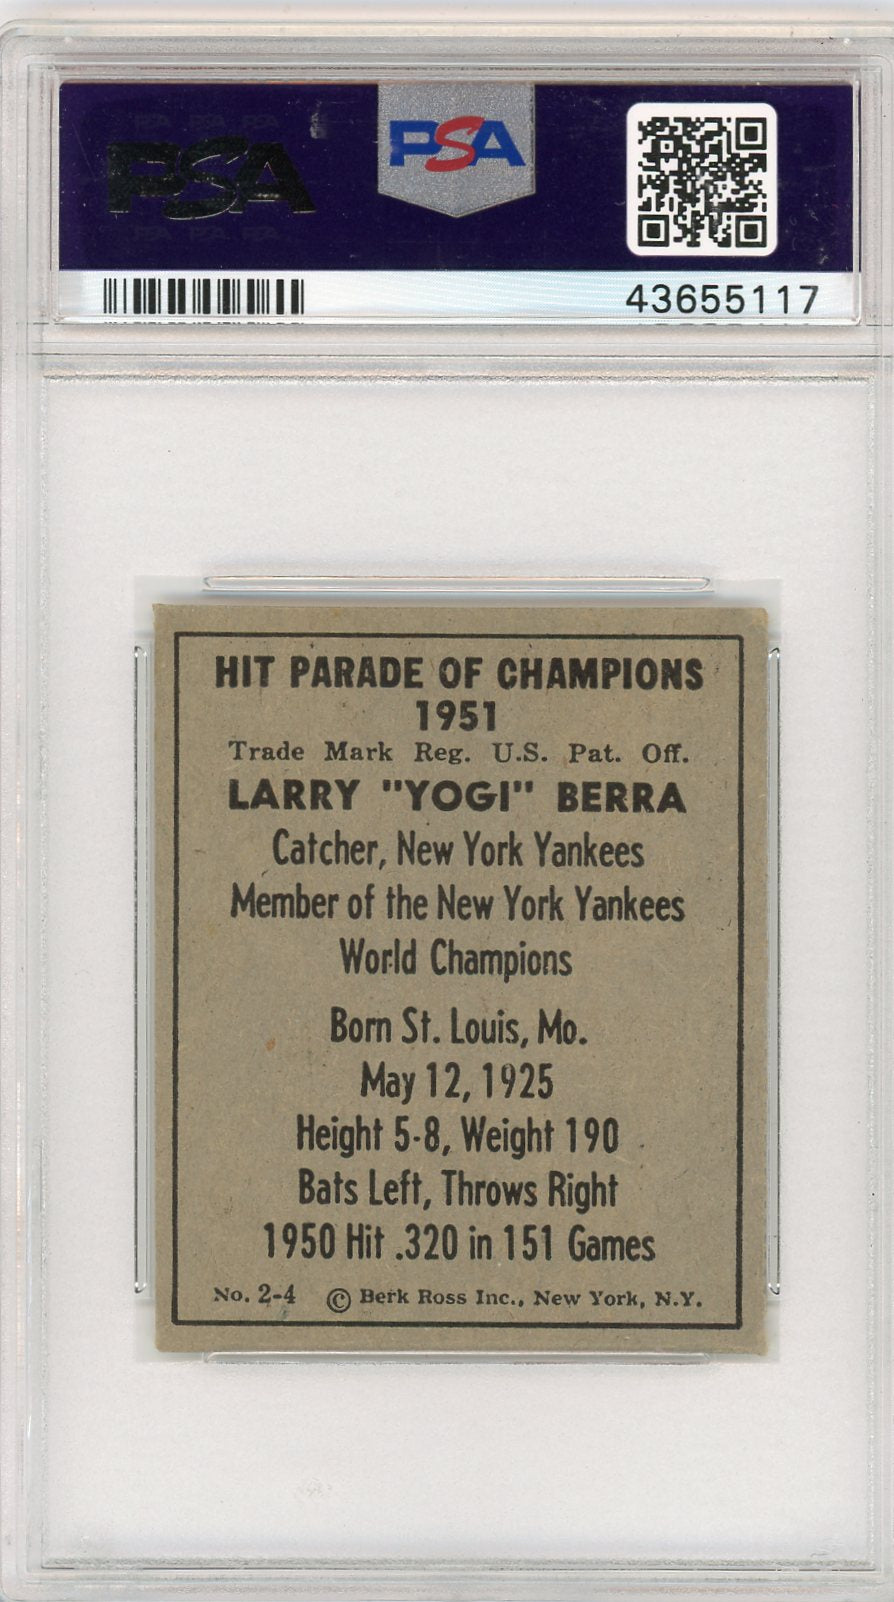 PSA
PSA
43655117
HIT PARADE OF CHAMPIONS
1951
Trade Mark Reg. U.S. Pat. Off.
LARRY "YOGI" BERRA
Catcher, New York Yankees
Member of the New York Yankees
World Champions
Born St. Louis, Mo.
May 12, 1925
Height 5-8, Weight 190
Bats Left, Throws Right
1950 Hit .320 in 151 Games
No. 2-4 © Berk Ross Inc., New York, N.Y.